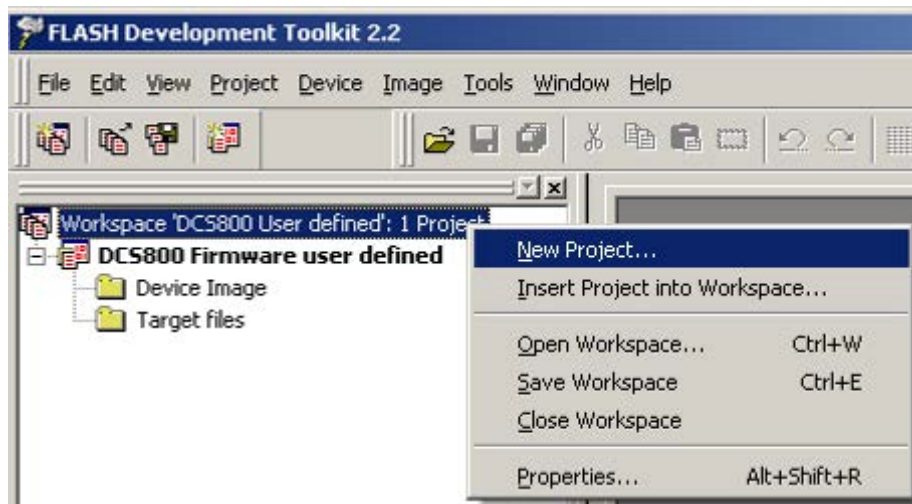 FLASH Development Toolkit 2.2
File Edit View Project Device Image Tools Window Help
Workspace 'DCS800 User defined': 1 Project
DCS800 Firmware user defined
Device Image
Target files
New Project...
Insert Project into Workspace...
Open Workspace... Ctrl+W
Save Workspace Ctrl+E
Close Workspace
Properties... Alt+Shift+R